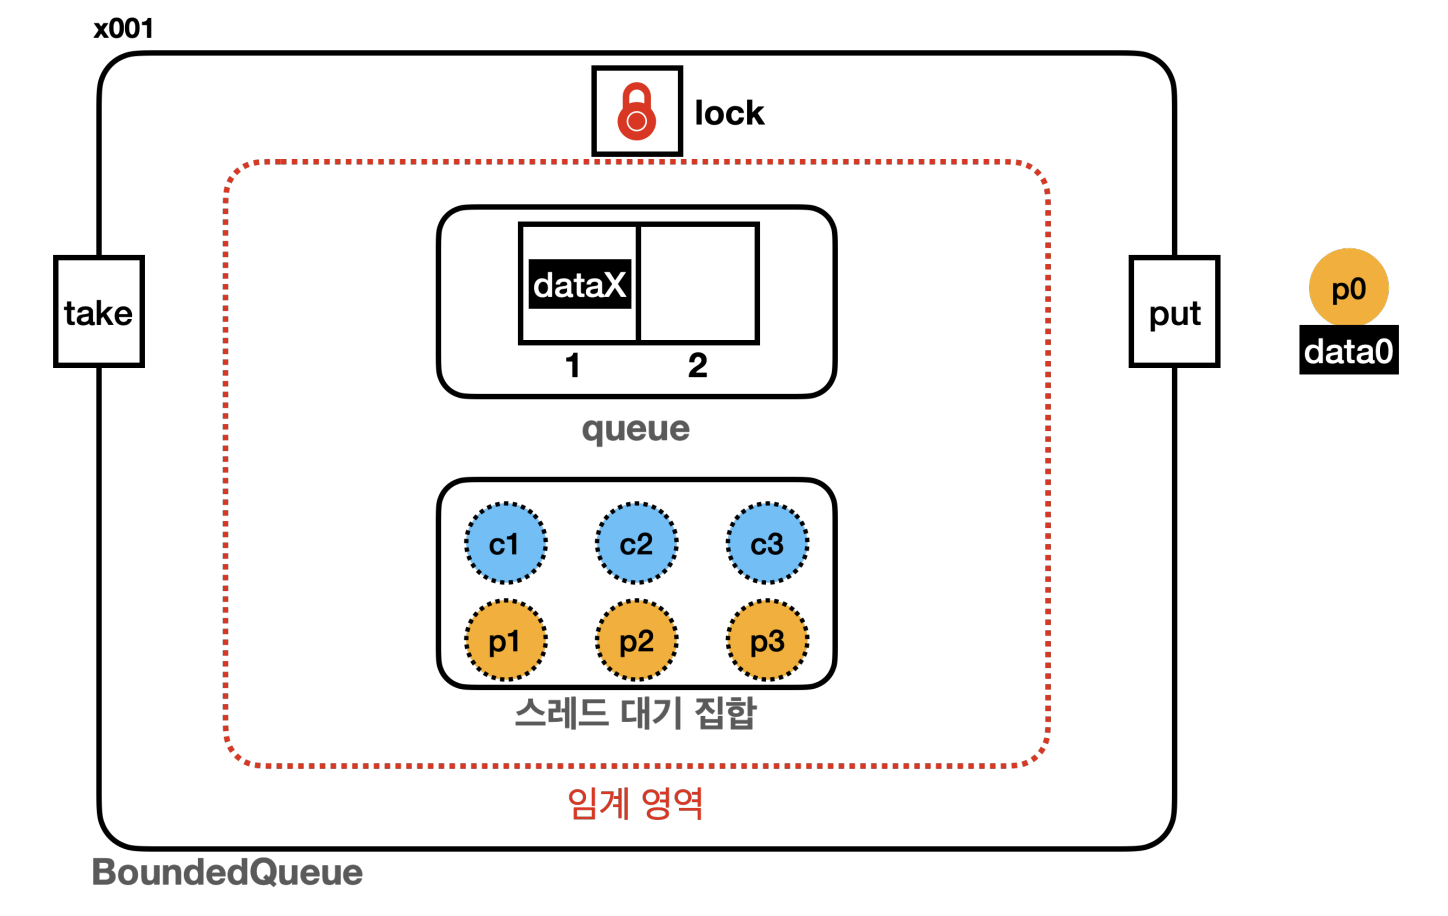 x001
lock
take
dataX
1 2
queue
put
p0
data0
c1 c2 c3
p1 p2 p3
스레드 대기 집합
임계 영역
BoundedQueue